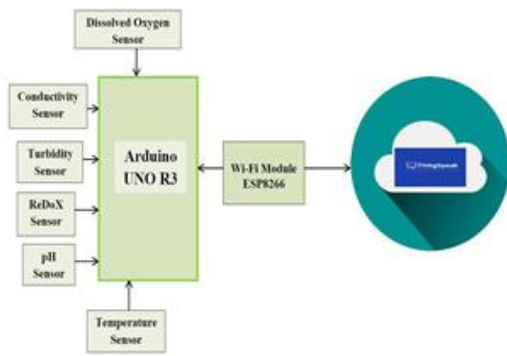 Dissolved Oxygen
Sensor
Conductivity
Sensor
Turbidity
Sensor
ReDoX
Sensor
pH
Sensor
Temperature
Sensor
Arduino
UNO R3
Wi-Fi Module
ESP8266
ThingSpeak